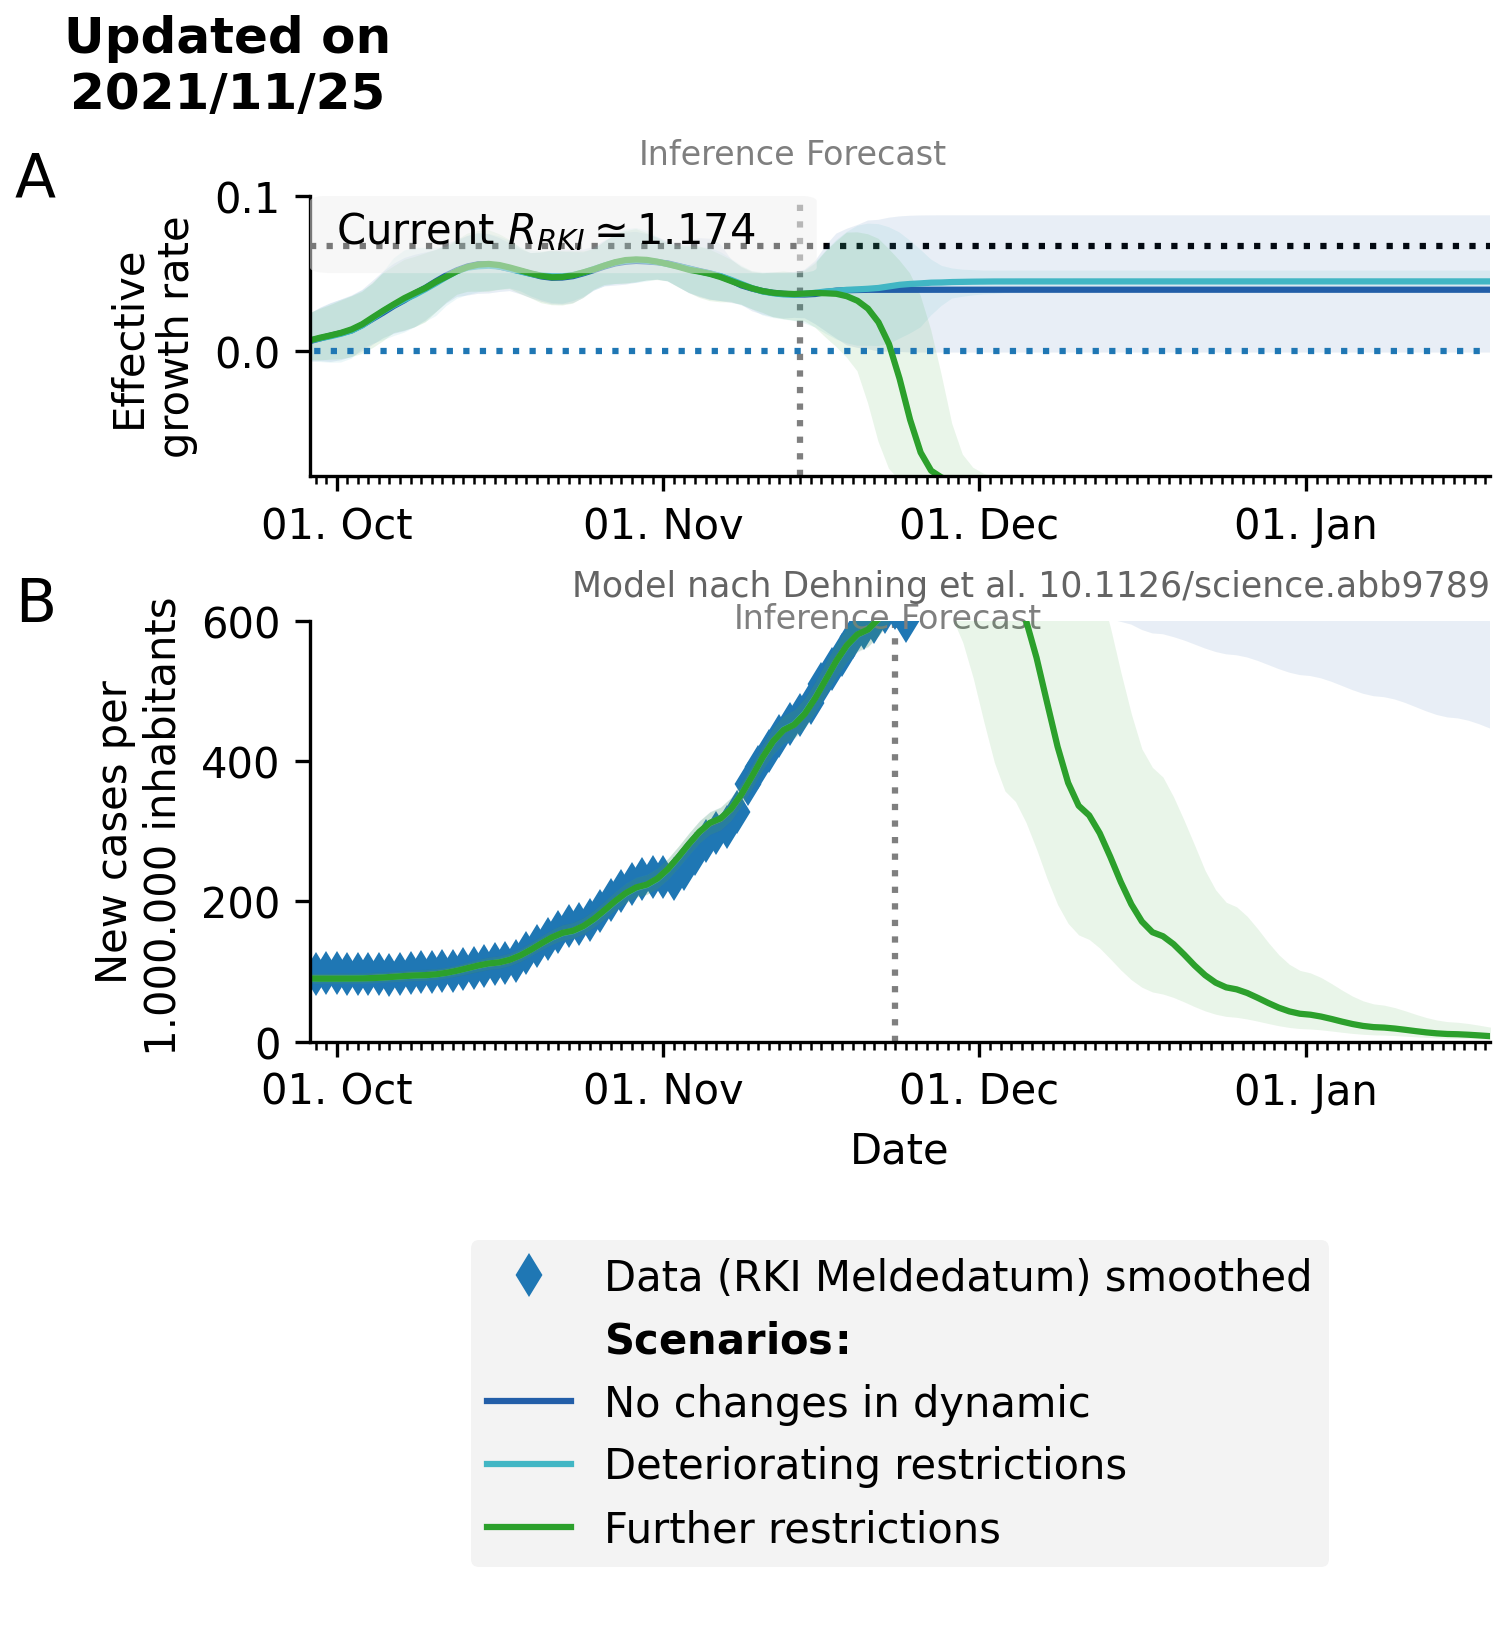 Updated on
2021/11/25
A
Inference Forecast
0.1
Current R_RKI ≃ 1.174
0.0
Effective
growth rate
01. Oct 01. Nov 01. Dec 01. Jan
B
Model nach Dehning et al. 10.1126/science.abb9789
Inference Forecast
600
400
200
0
New cases per
1.000.000 inhabitants
01. Oct 01. Nov 01. Dec 01. Jan
Date
Data (RKI Meldedatum) smoothed
Scenarios:
No changes in dynamic
Deteriorating restrictions
Further restrictions